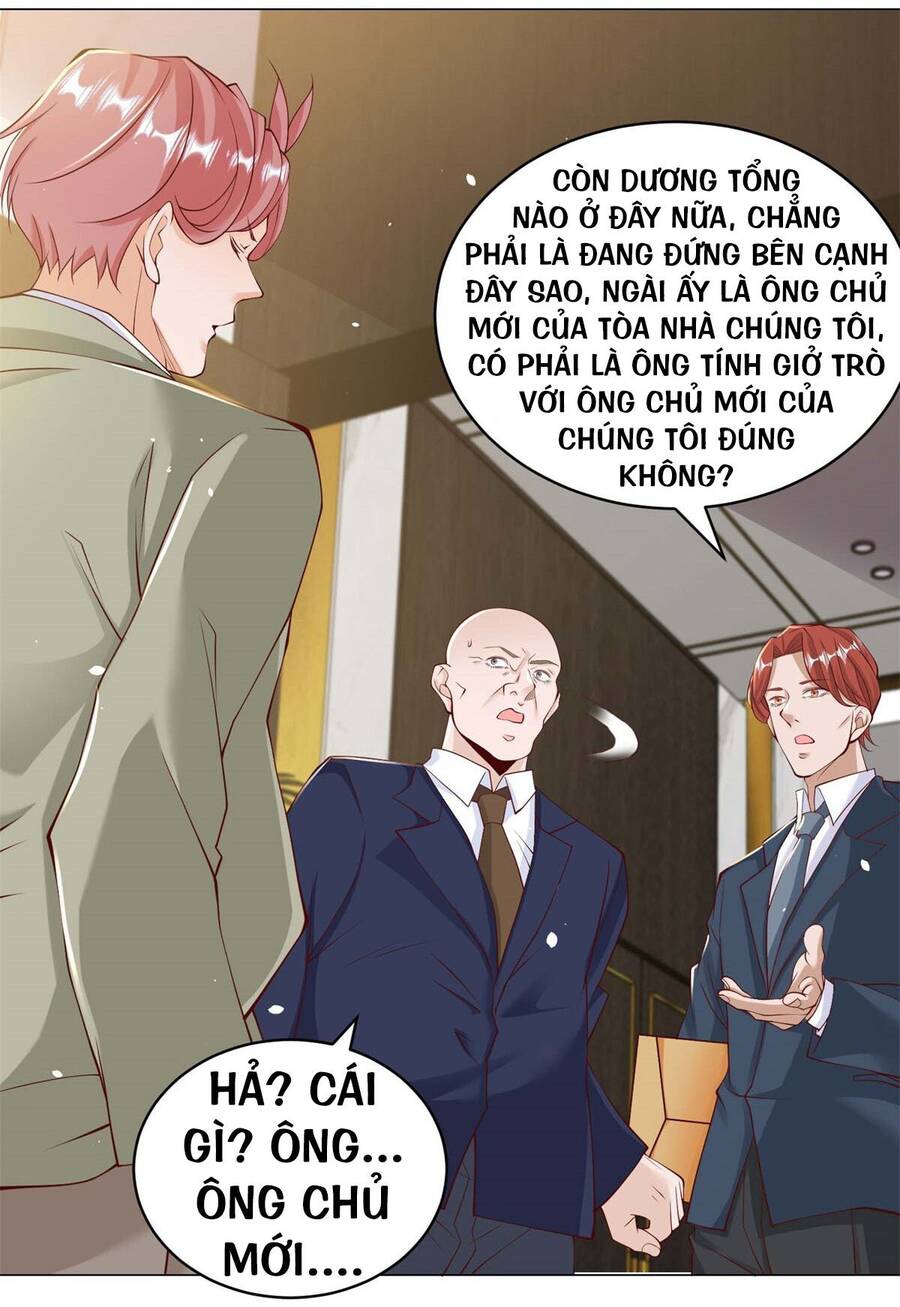 CÒN DƯƠNG TỔNG
NÀO Ở ĐÂY NỮA, CHẲNG
PHẢI LÀ ĐANG ĐỨNG BÊN CẠNH
ĐÂY SAO, NGÀI ẤY LÀ ÔNG CHỦ
MỚI CỦA TÒA NHÀ CHÚNG TÔI,
CÓ PHẢI LÀ ÔNG TÍNH GIỞ TRÒ
VỚI ÔNG CHỦ MỚI CỦA
CHÚNG TÔI ĐÚNG
KHÔNG?
HẢ? CÁI
GÌ? ÔNG...
ÔNG CHỦ
MỚI....